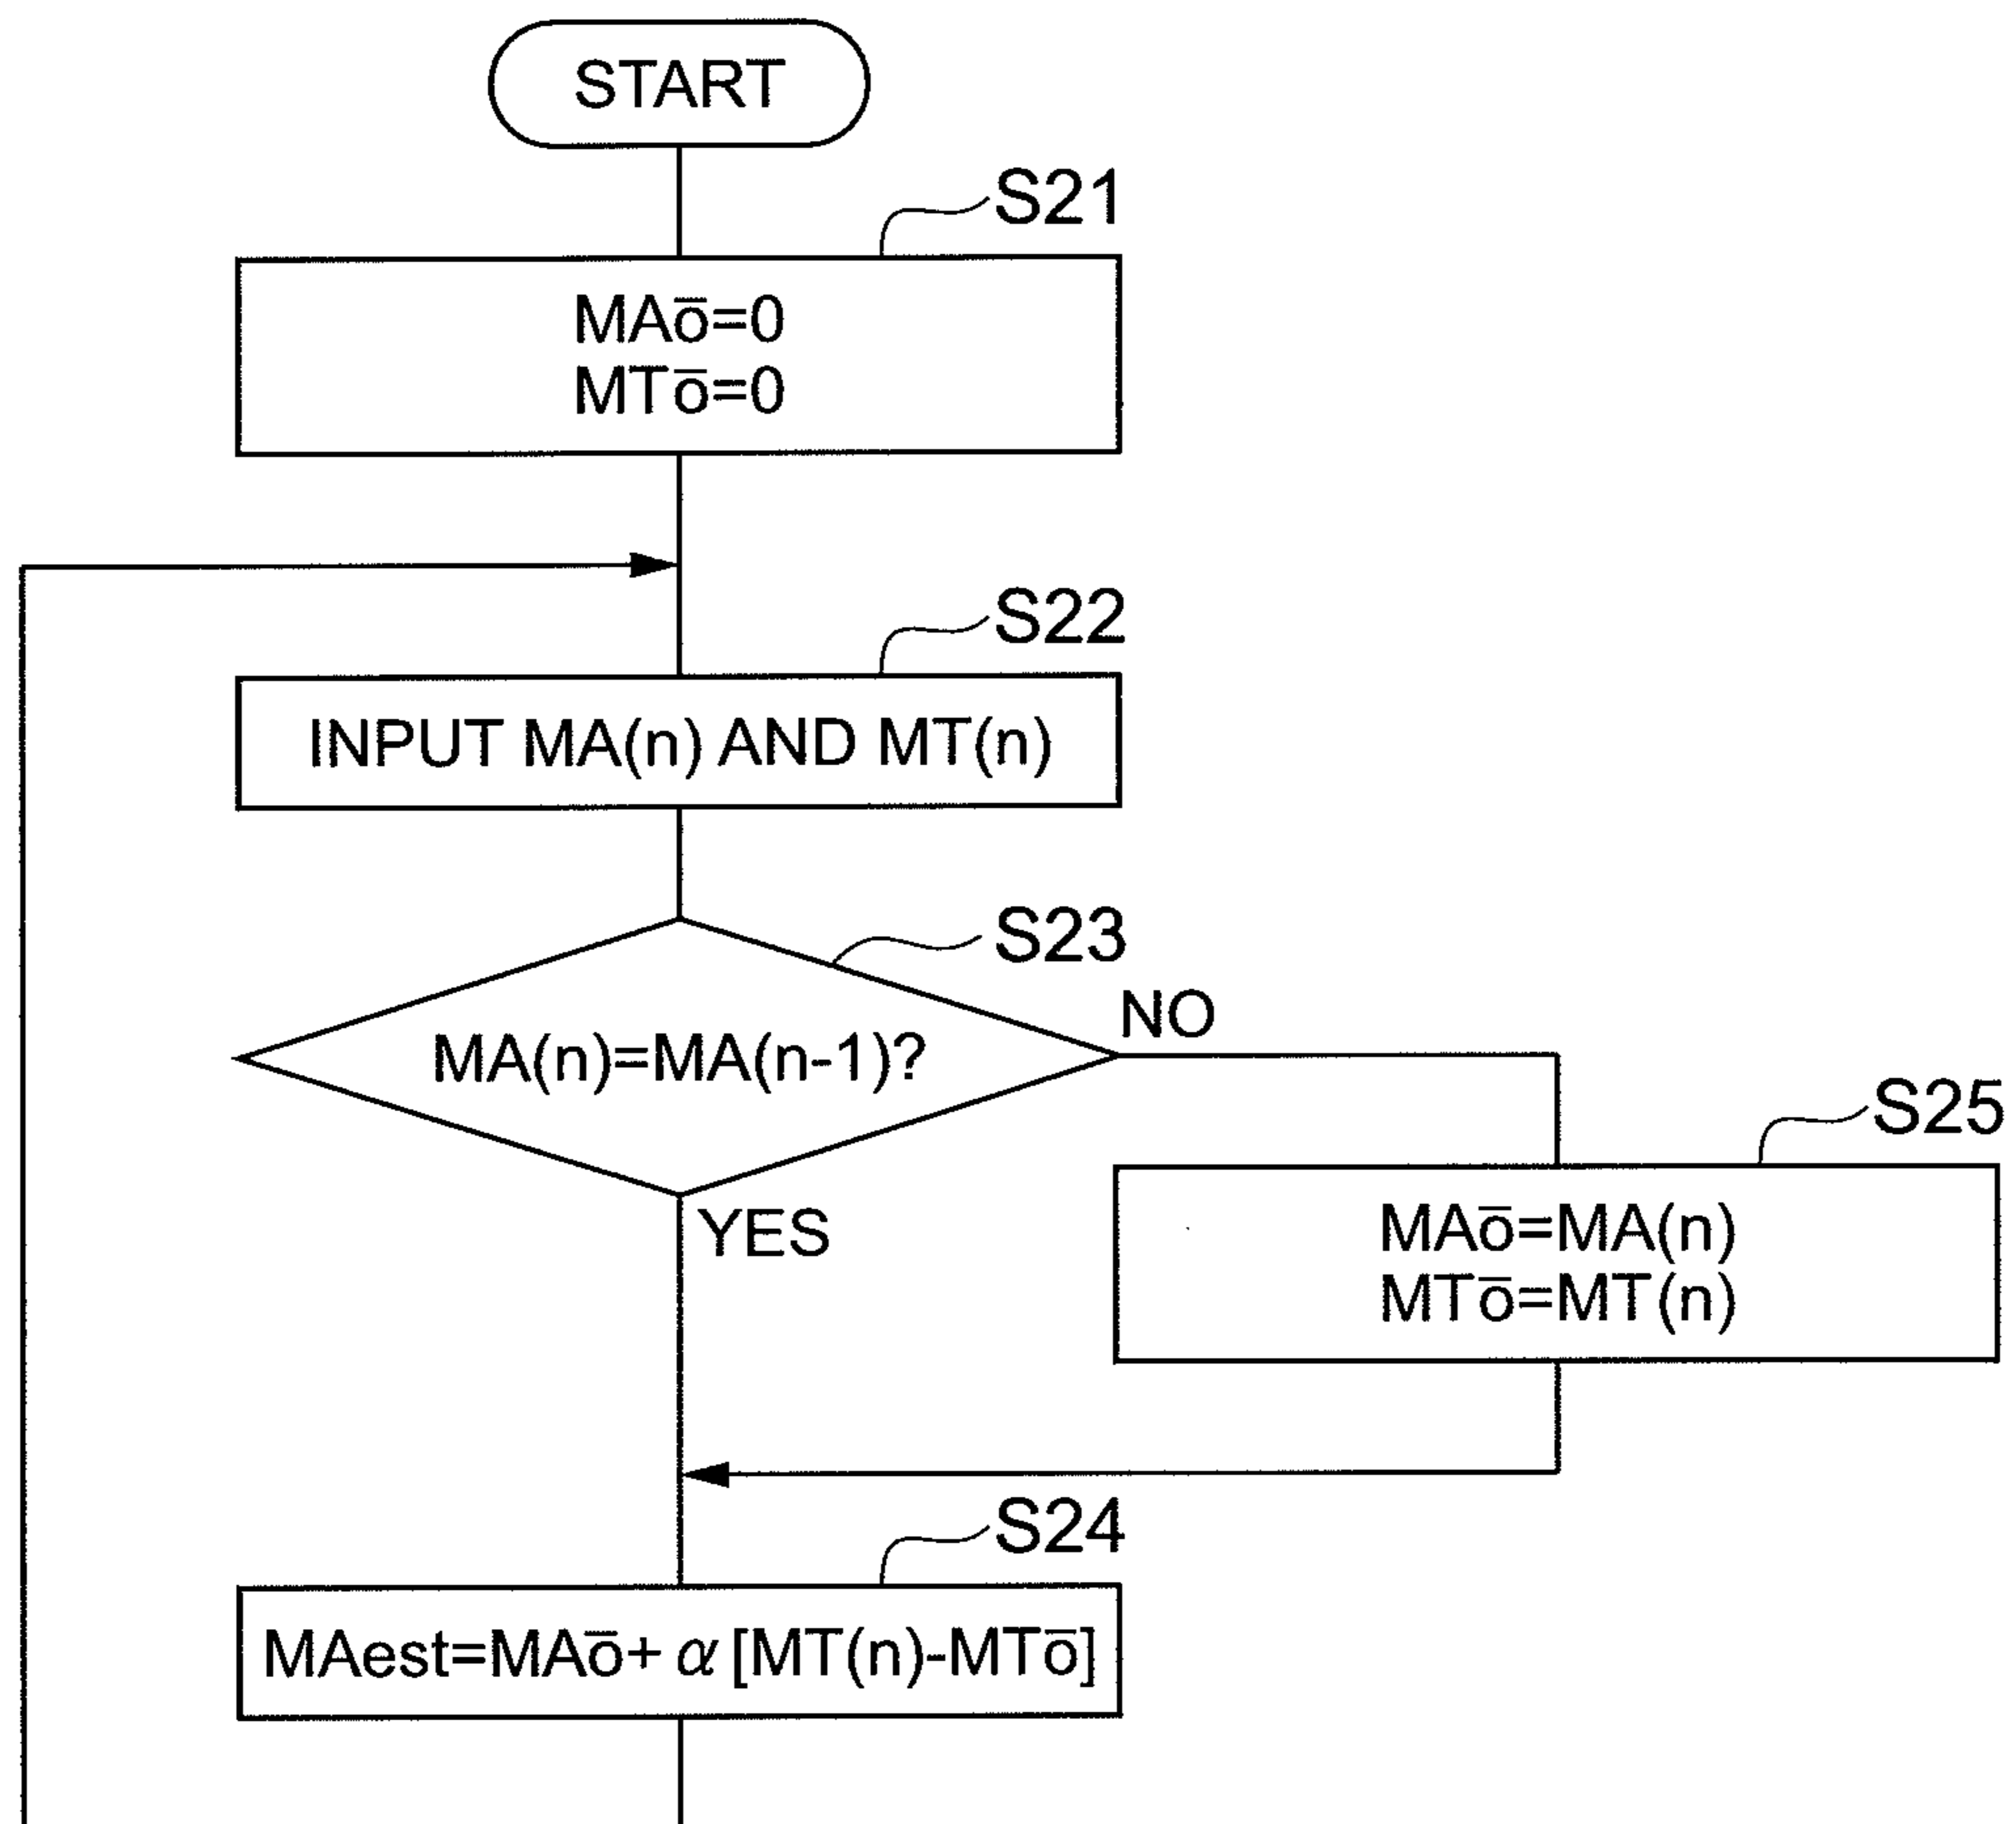 START
S21
MAō=0
MTō=0
S22
INPUT MA(n) AND MT(n)
S23
MA(n)=MA(n-1)?
NO
YES
S25
MAō=MA(n)
MTō=MT(n)
S24
MAest=MAō+α[MT(n)-MTō]